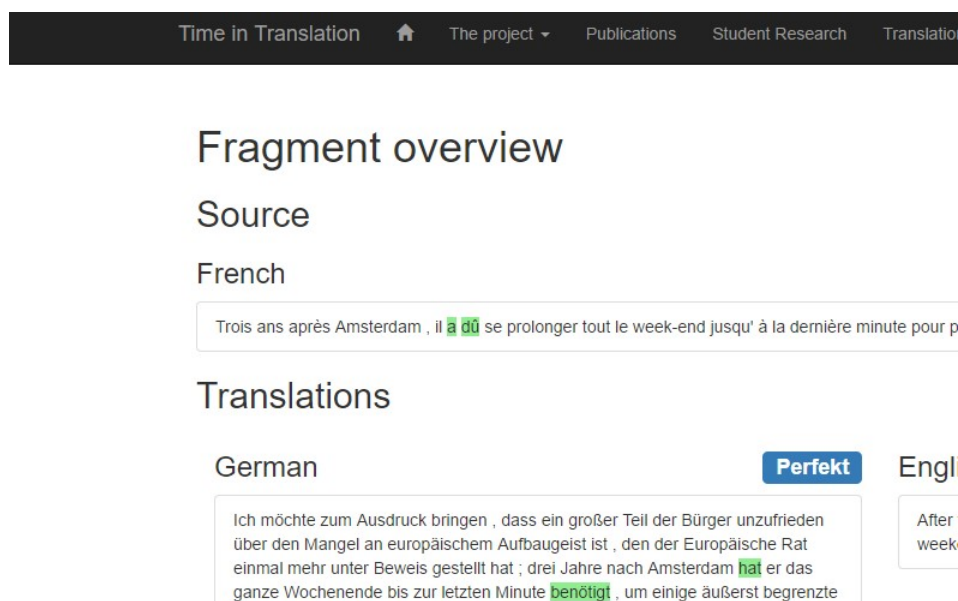 Time in Translation The project Publications Student Research
Fragment overview
Source
French
Trois ans après Amsterdam , il a dû se prolonger tout le week-end jusqu' à la dernière minute pour
Translations
German Perfekt
Ich möchte zum Ausdruck bringen , dass ein großer Teil der Bürger unzufrieden
über den Mangel an europäischem Aufbaugeist ist , den der Europäische Rat
einmal mehr unter Beweis gestellt hat ; drei Jahre nach Amsterdam hat er das
ganze Wochenende bis zur letzten Minute benötigt , um einige äußerst begrenzte
After